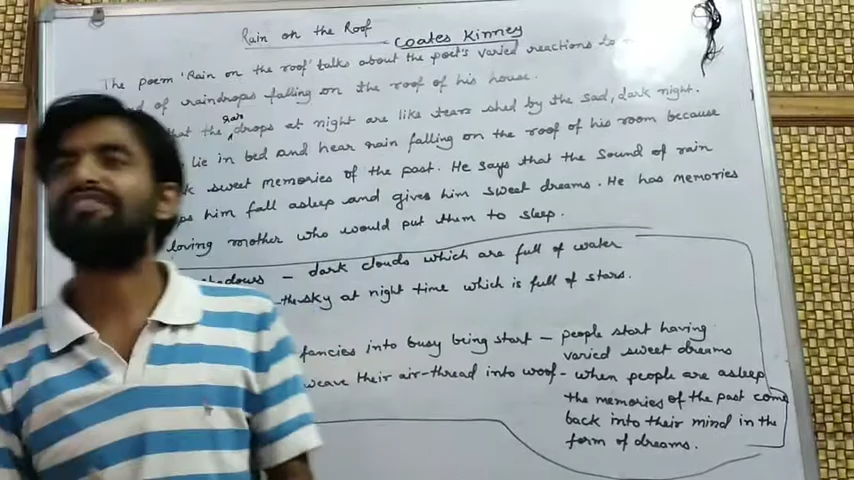 Rain on the Roof
Coates Kinney
The poem 'Rain on the roof' talks about the poet's varied reactions to
of raindrops falling on the roof of his house.
that the rain drops at night are like tears shed by the sad, dark night.
lie in bed and hear rain falling on the roof of his room because
sweet memories of the past. He says that the sound of rain
him fall asleep and gives him sweet dreams. He has memories
loving mother who would put them to sleep.
- dark clouds which are full of water
the sky at night time which is full of stars.
fancies into busy being start - people start having
varied sweet dreams
weave their air-thread into woof - when people are asleep
the memories of the past come
back into their mind in the
form of dreams.